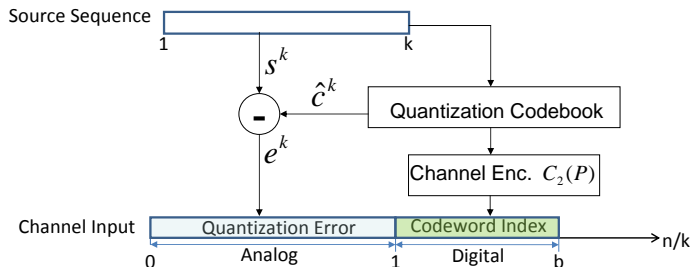 Source Sequence
1 k
s^k
ĉ^k
Quantization Codebook
-
e^k
Channel Enc. C_2(P)
Channel Input Quantization Error Codeword Index
n/k
Analog Digital
0 1 b